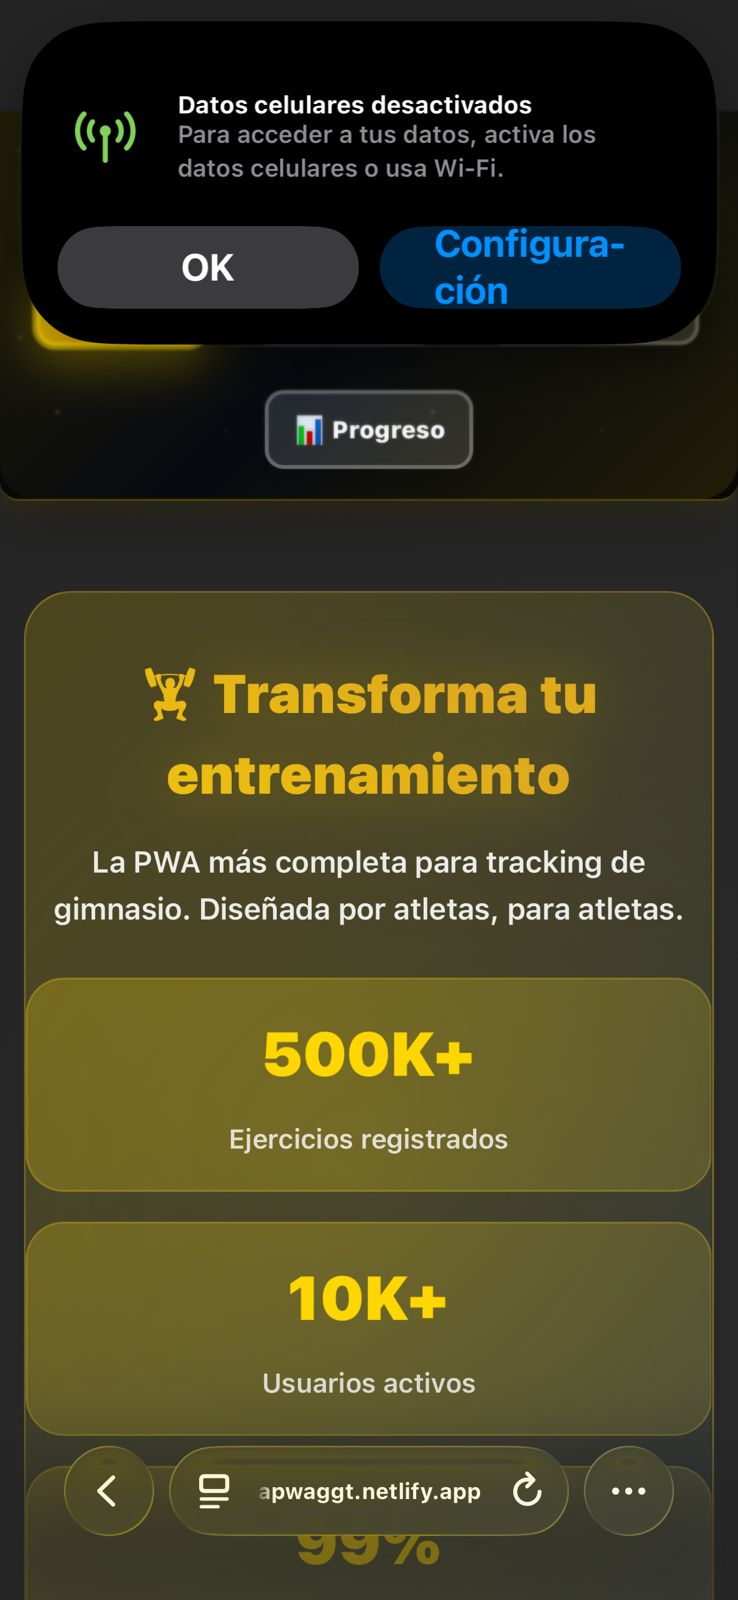 Datos celulares desactivados
Para acceder a tus datos, activa los
datos celulares o usa Wi-Fi.
OK
Configura-
ción
Progreso
Transforma tu
entrenamiento
La PWA más completa para tracking de
gimnasio. Diseñada por atletas, para atletas.
500K+
Ejercicios registrados
10K+
Usuarios activos
apwaggt.netlify.app
99%